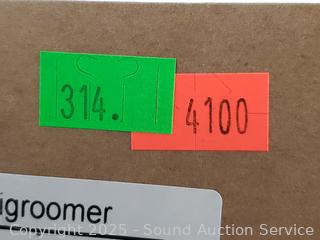 314.
4100
igroomer
Copyright 2025 - Sound Auction Service